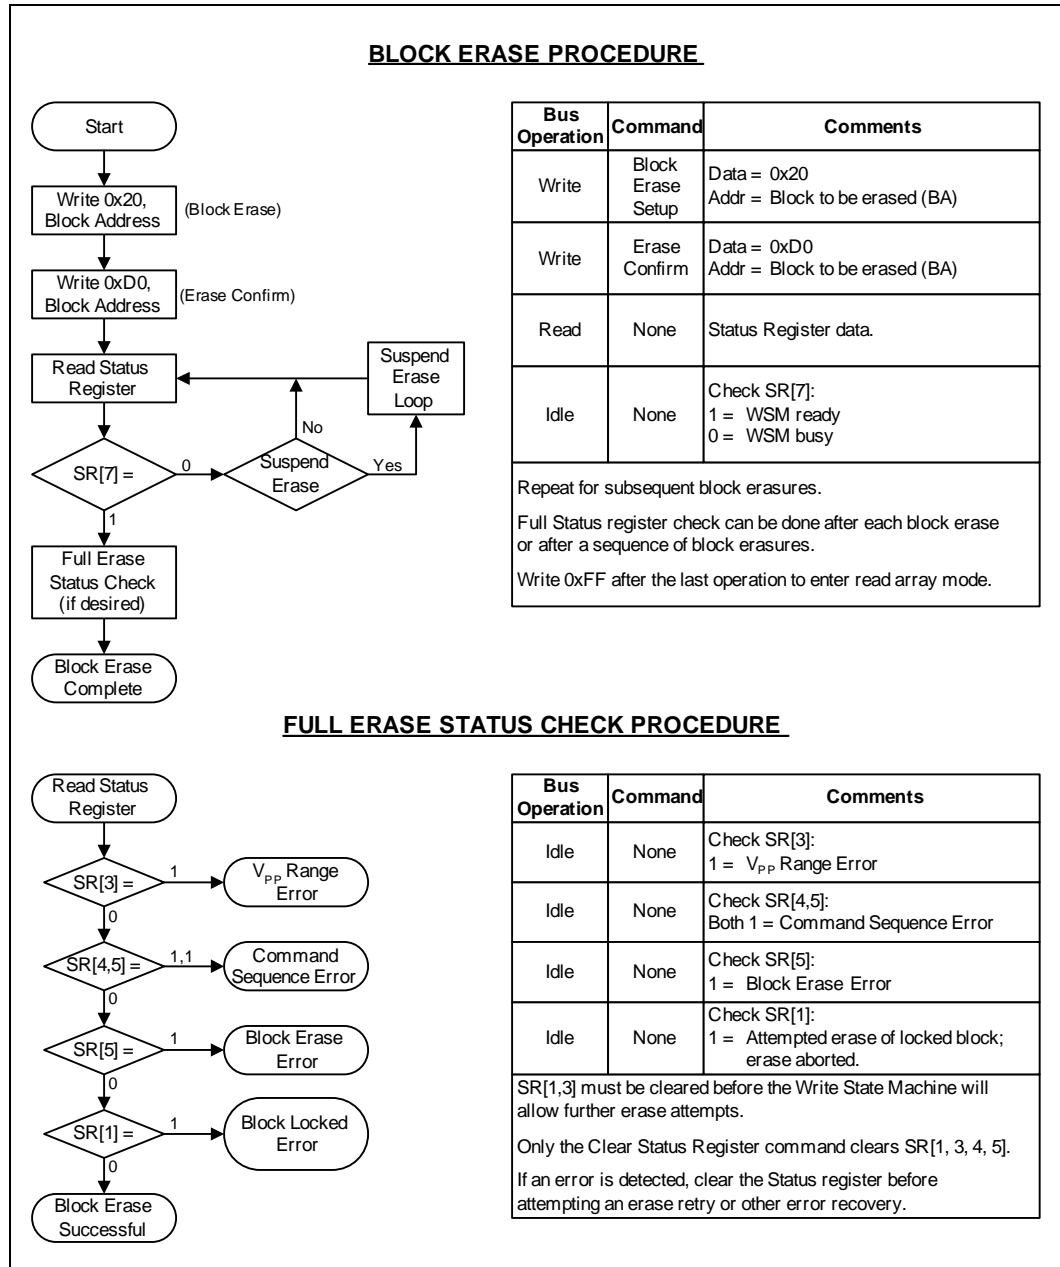 BLOCK ERASE PROCEDURE
Start
Write 0x20,
Block Address
(Block Erase)
Write 0xD0,
Block Address
(Erase Confirm)
Read Status
Register
Suspend
Erase
Loop
No
SR[7] =
0
Suspend
Erase
Yes
1
Full Erase
Status Check
(if desired)
Block Erase
Complete
Bus
Operation
Command
Comments
Write
Block
Erase
Setup
Data = 0x20
Addr = Block to be erased (BA)
Write
Erase
Confirm
Data = 0xD0
Addr = Block to be erased (BA)
Read
None
Status Register data.
Idle
None
Check SR[7]:
1 = WSM ready
0 = WSM busy
Repeat for subsequent block erasures.
Full Status register check can be done after each block erase
or after a sequence of block erasures.
Write 0xFF after the last operation to enter read array mode.
FULL ERASE STATUS CHECK PROCEDURE
Read Status
Register
SR[3] =
1
VPP Range
Error
0
SR[4,5] =
1,1
Command
Sequence Error
0
SR[5] =
1
Block Erase
Error
0
SR[1] =
1
Block Locked
Error
0
Block Erase
Successful
Bus
Operation
Command
Comments
Idle
None
Check SR[3]:
1 = VPP Range Error
Idle
None
Check SR[4,5]:
Both 1 = Command Sequence Error
Idle
None
Check SR[5]:
1 = Block Erase Error
Idle
None
Check SR[1]:
1 = Attempted erase of locked block;
erase aborted.
SR[1,3] must be cleared before the Write State Machine will
allow further erase attempts.
Only the Clear Status Register command clears SR[1, 3, 4, 5].
If an error is detected, clear the Status register before
attempting an erase retry or other error recovery.